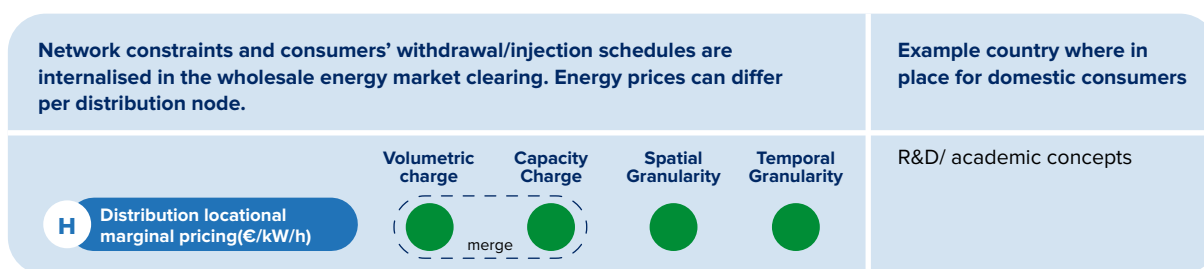 Network constraints and consumers’ withdrawal/injection schedules are
internalised in the wholesale energy market clearing. Energy prices can differ
per distribution node.
Example country where in
place for domestic consumers
Volumetric
charge
Capacity
Charge
Spatial
Granularity
Temporal
Granularity
R&D/ academic concepts
H
Distribution locational
marginal pricing(€/kW/h)
merge